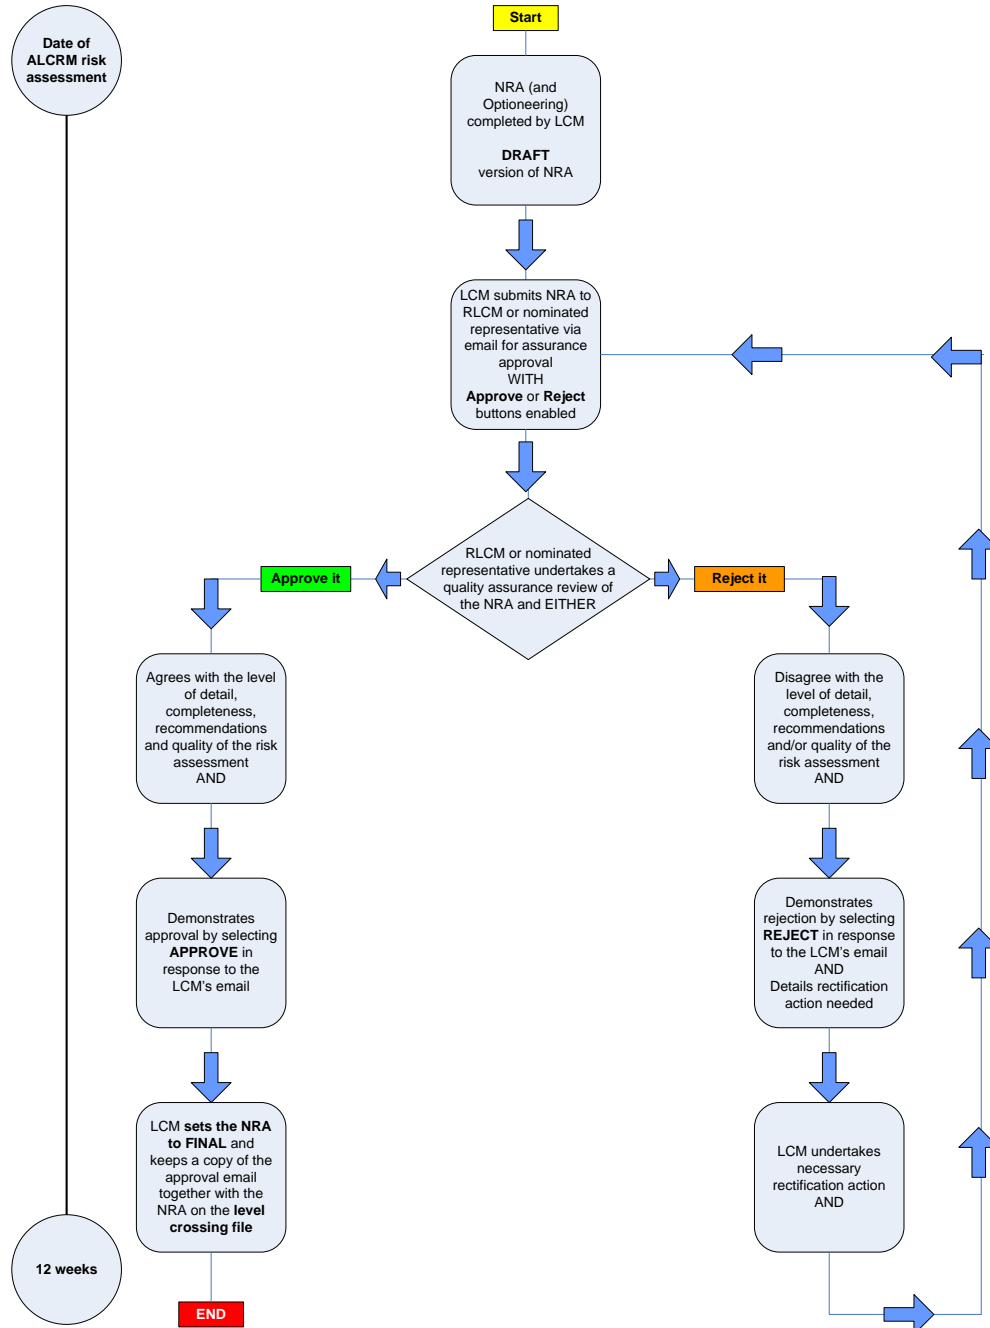 Start
Date of
ALCRM risk
assessment
NRA (and
Optioneering)
completed by LCM
DRAFT
version of NRA
LCM submits NRA to
RLCM or nominated
representative via
email for assurance
approval
WITH
Approve or Reject
buttons enabled
RLCM or nominated
representative undertakes a
quality assurance review of
the NRA and EITHER
Approve it
Reject it
Agrees with the level
of detail,
completeness,
recommendations
and quality of the risk
assessment
AND
Disagree with the
level of detail,
completeness,
recommendations
and/or quality of the
risk assessment
AND
Demonstrates
approval by selecting
APPROVE in
response to the
LCM's email
Demonstrates
rejection by selecting
REJECT in response
to the LCM's email
AND
Details rectification
action needed
LCM sets the NRA
to FINAL and
keeps a copy of the
approval email
together with the
NRA on the level
crossing file
LCM undertakes
necessary
rectification action
AND
12 weeks
END